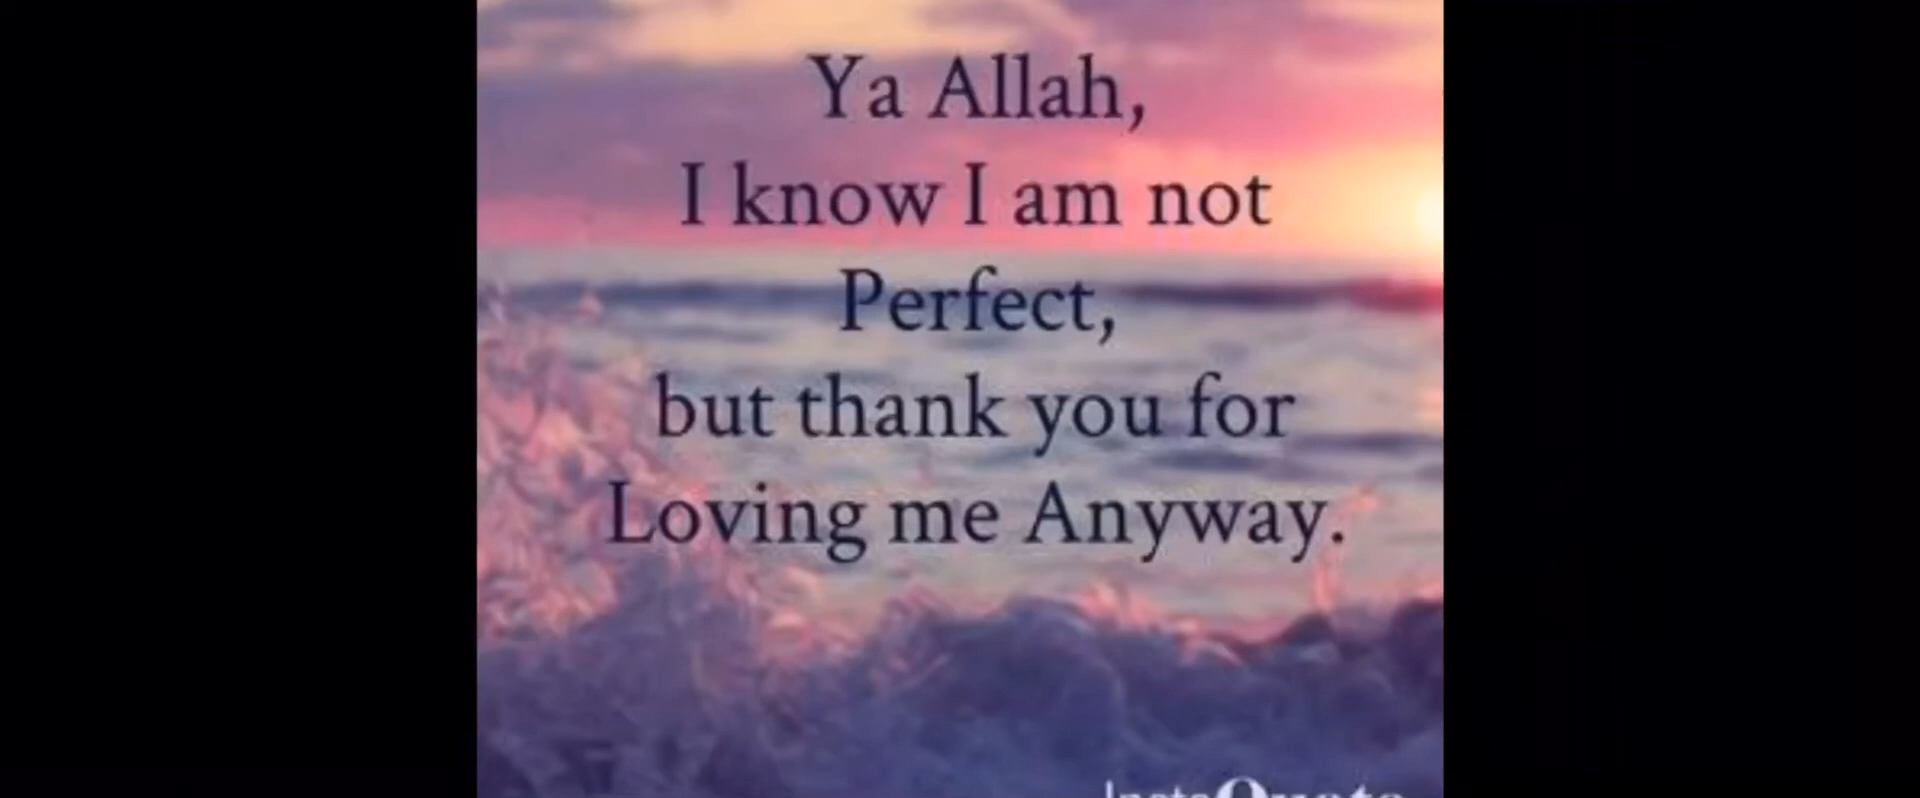 Ya Allah,
I know I am not
Perfect,
but thank you for
Loving me Anyway.